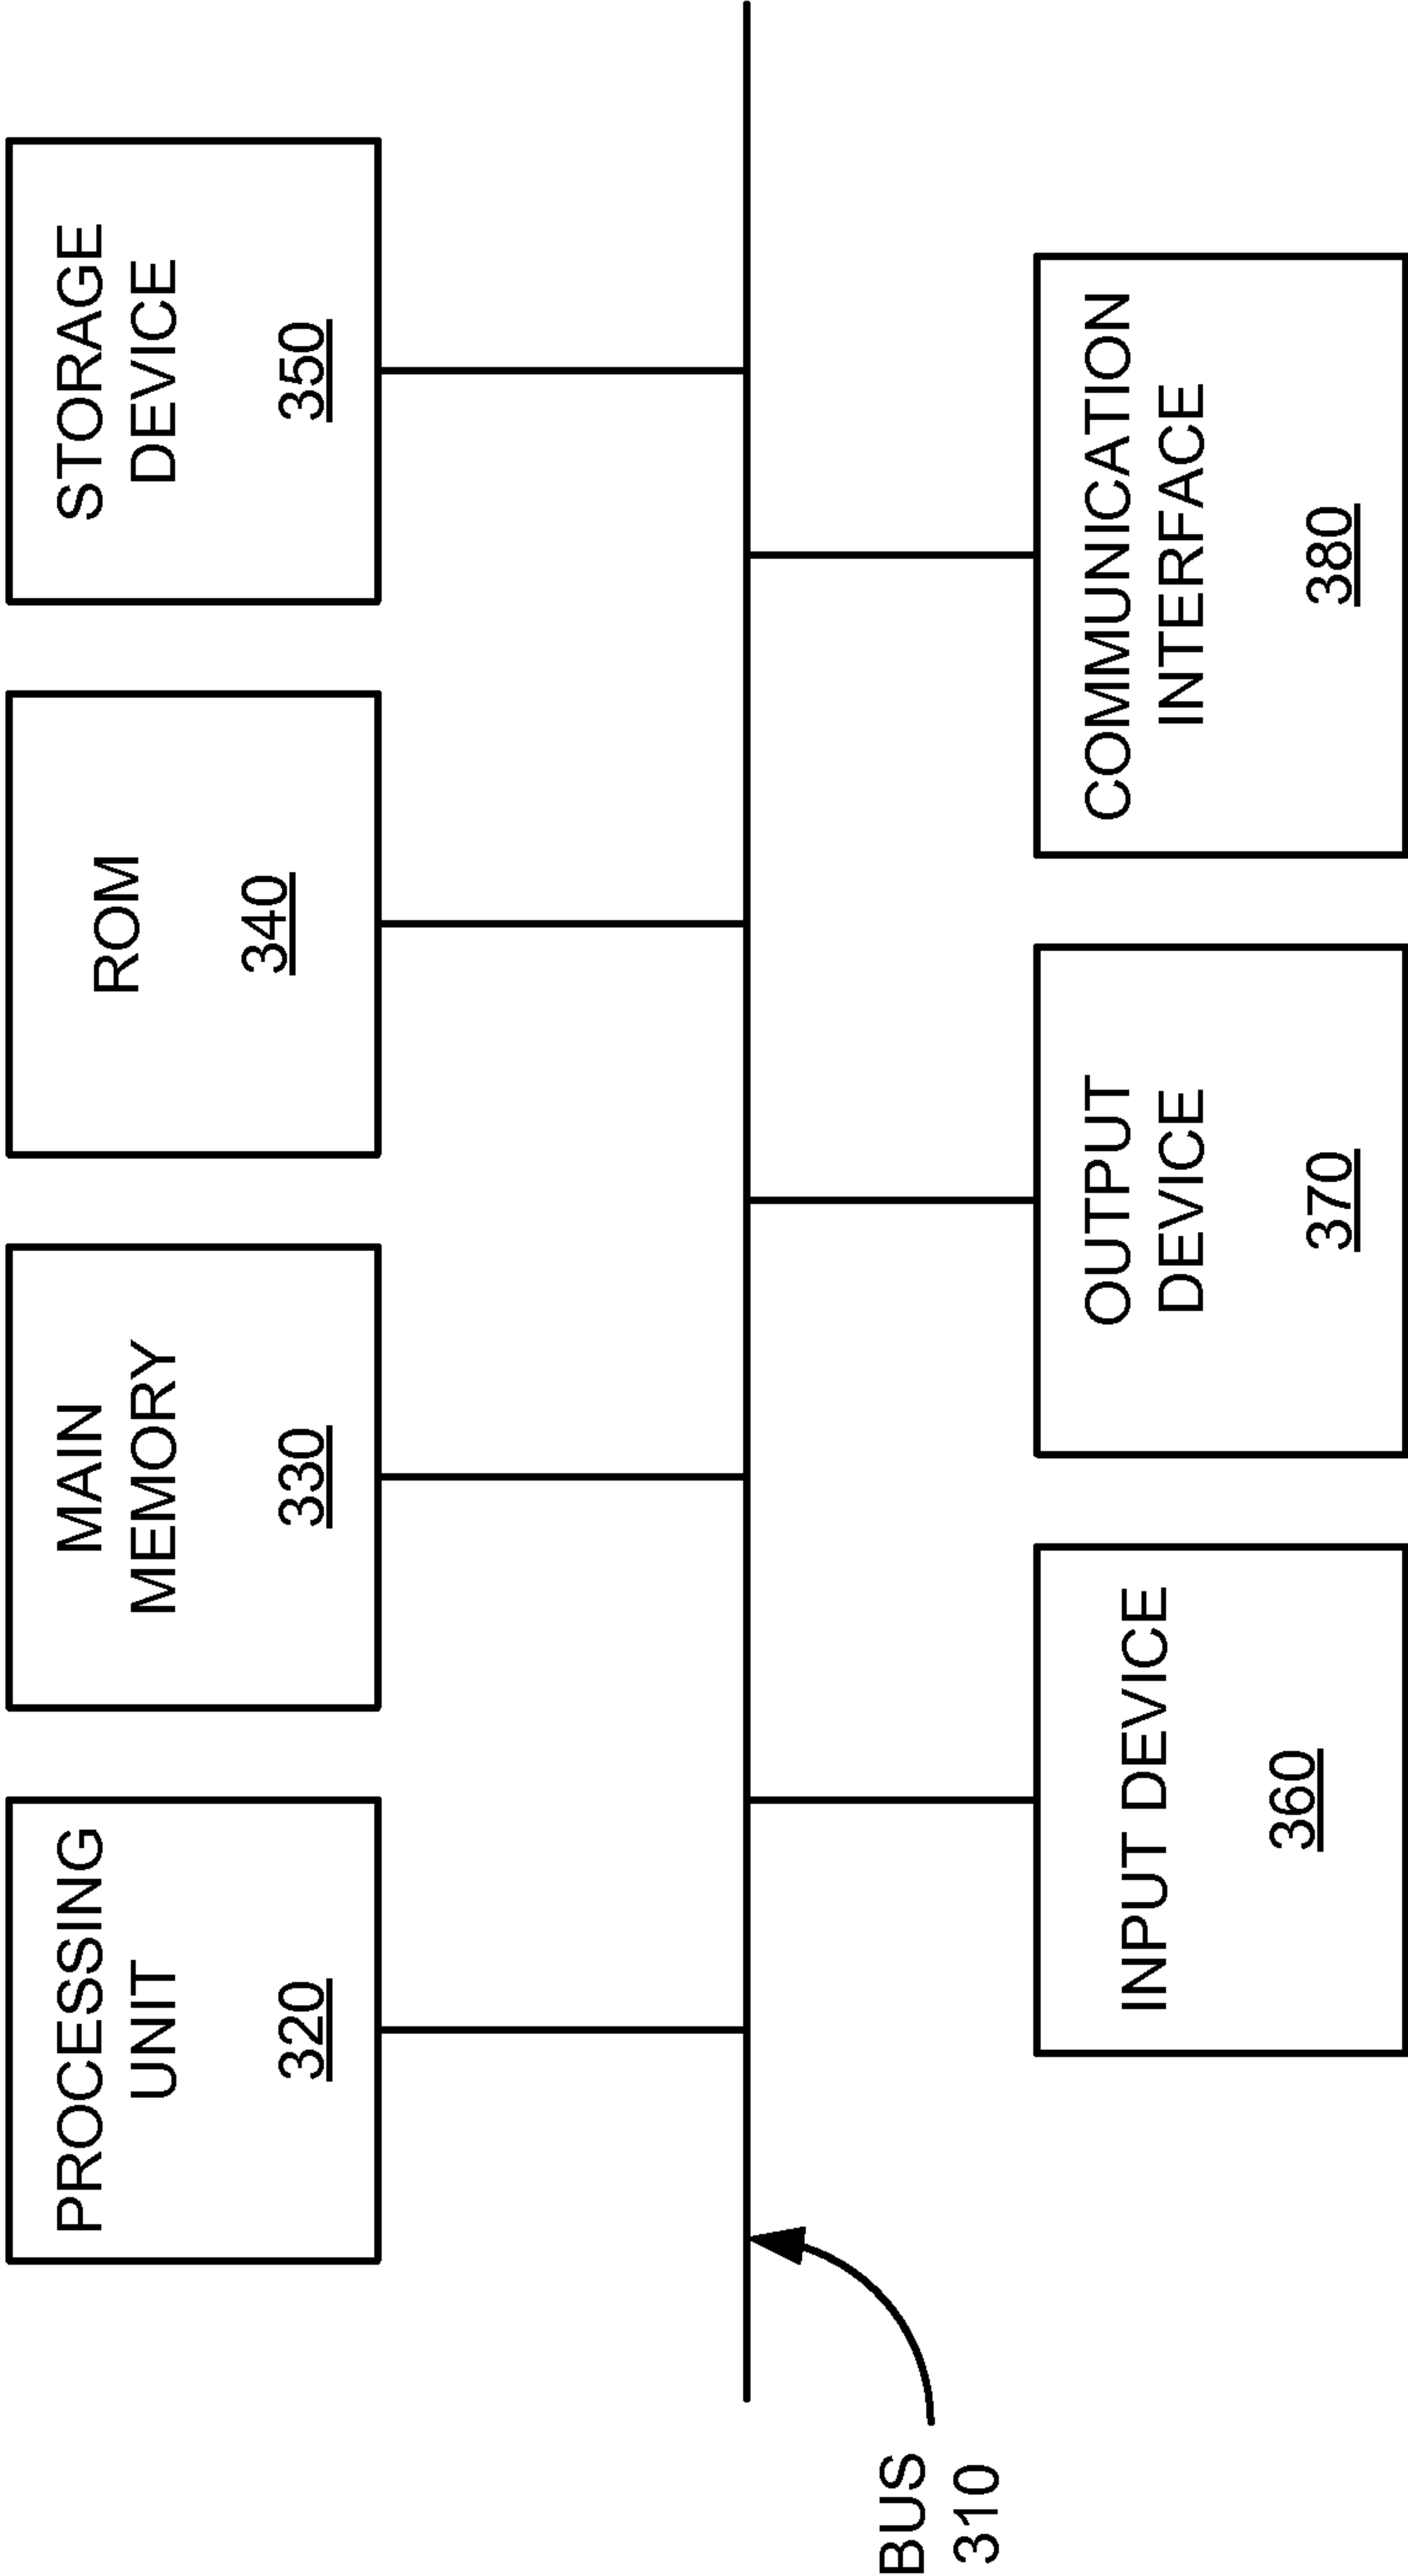 PROCESSING
UNIT
320
MAIN
MEMORY
330
ROM
340
STORAGE
DEVICE
350
BUS
310
INPUT DEVICE
360
OUTPUT
DEVICE
370
COMMUNICATION
INTERFACE
380